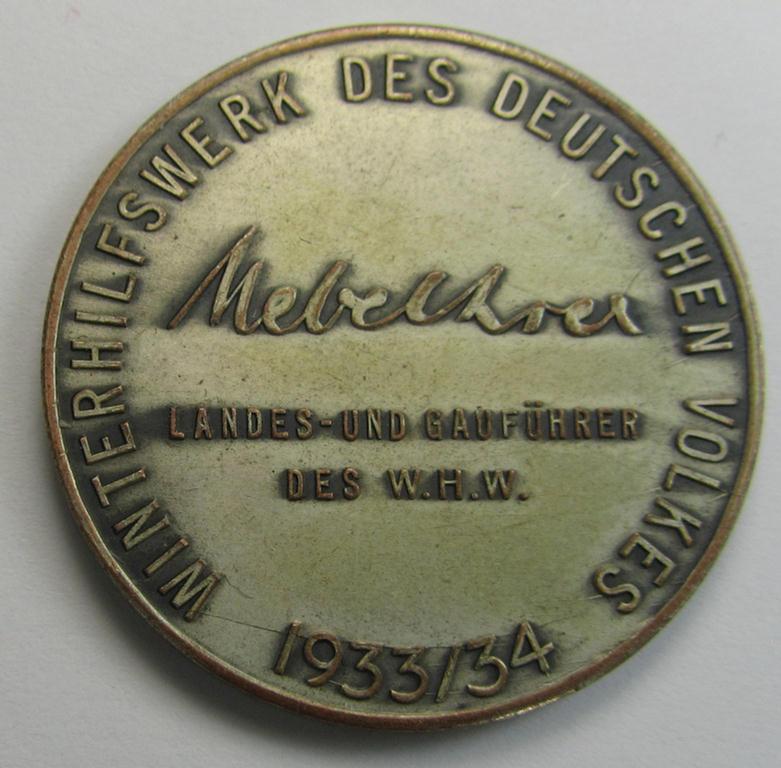 WINTERHILFSWERK DES DEUTSCHEN VOLKES
LANDES-UND GAUFÜHRER
DES W.H.W.
1933/34